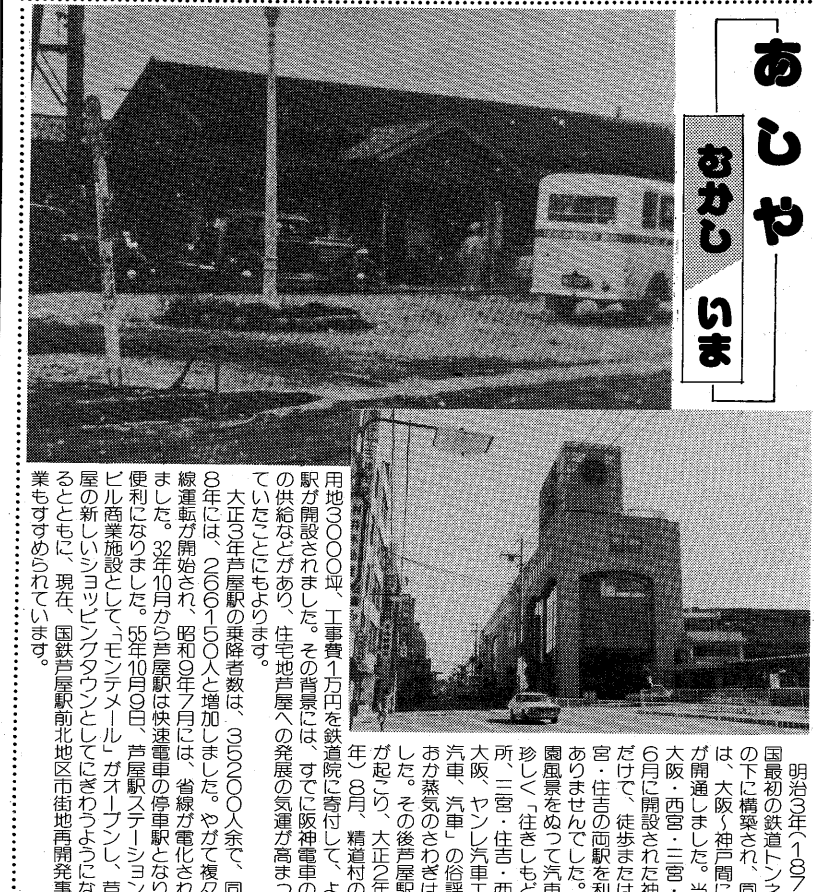 あしや
むかし いま
明治3年(187
国最初の鉄道トンネ
の下に構築され、同
は、大阪〜神戸間に
が開通しました。当
大阪・西宮・三宮・
6月に開設された神
だけで、徒歩または
宮・住吉の両駅を利
ありませんでした。
園風景をぬって汽車
珍しく「往きしもど
所、三宮・住吉・西
大阪、ヤンレ汽車工
汽車、汽車」の俗謡
おか蒸気のさわぎは
した。その後芦屋駅
が起こり、大正2年
年)8月、精道村の
用地3000坪、工事費1万円を鉄道院に寄付して、よ
駅が開設されました。その背景には、すでに阪神電車の
の供給などがあり、住宅地芦屋への発展の気運が高まっ
ていたことにもよります。
大正3年芦屋駅の乗降者数は、35200人余で、同
8年には、266150人と増加しました。やがて複々
線運転が開始され、昭和9年7月には、省線が電化され
ました。32年10月から芦屋駅は快速電車の停車駅となり
便利になりました。55年10月9日、芦屋駅ステーション
ビル商業施設として、「モンテメール」がオープンし、芦
屋の新しいショッピングタウンとしてにぎわうようにな
るとともに、現在、国鉄芦屋駅前北地区市街地再開発事
業もすすめられています。